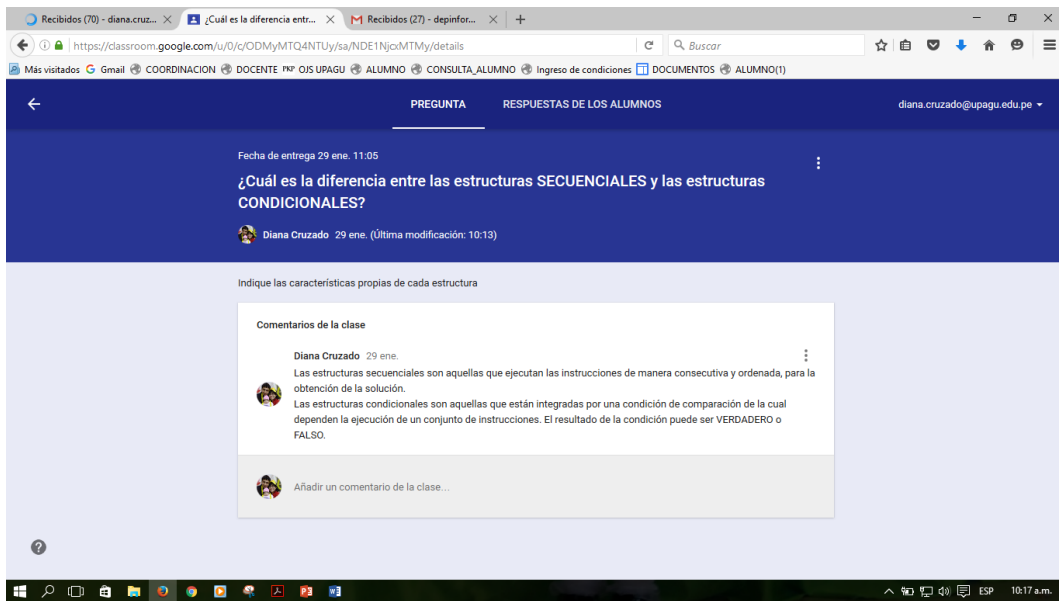 Recibidos (70) - diana.cruz...
¿Cuál es la diferencia entr...
Recibidos (27) - depinfor...
https://classroom.google.com/u/0/c/ODMyMTQ4NTUy/sa/NDE1NjcxMTMy/details
Buscar
Más visitados Gmail COORDINACION DOCENTE PKP OJS UPAGU ALUMNO CONSULTA_ALUMNO Ingreso de condiciones DOCUMENTOS ALUMNO(1)
PREGUNTA RESPUESTAS DE LOS ALUMNOS diana.cruzado@upagu.edu.pe
Fecha de entrega 29 ene. 11:05
¿Cuál es la diferencia entre las estructuras SECUENCIALES y las estructuras
CONDICIONALES?
Diana Cruzado 29 ene. (Última modificación: 10:13)
Indique las características propias de cada estructura
Comentarios de la clase
Diana Cruzado 29 ene.
Las estructuras secuenciales son aquellas que ejecutan las instrucciones de manera consecutiva y ordenada, para la
obtención de la solución.
Las estructuras condicionales son aquellas que están integradas por una condición de comparación de la cual
dependen la ejecución de un conjunto de instrucciones. El resultado de la condición puede ser VERDADERO o
FALSO.
Añadir un comentario de la clase...
ESP 10:17 a.m.